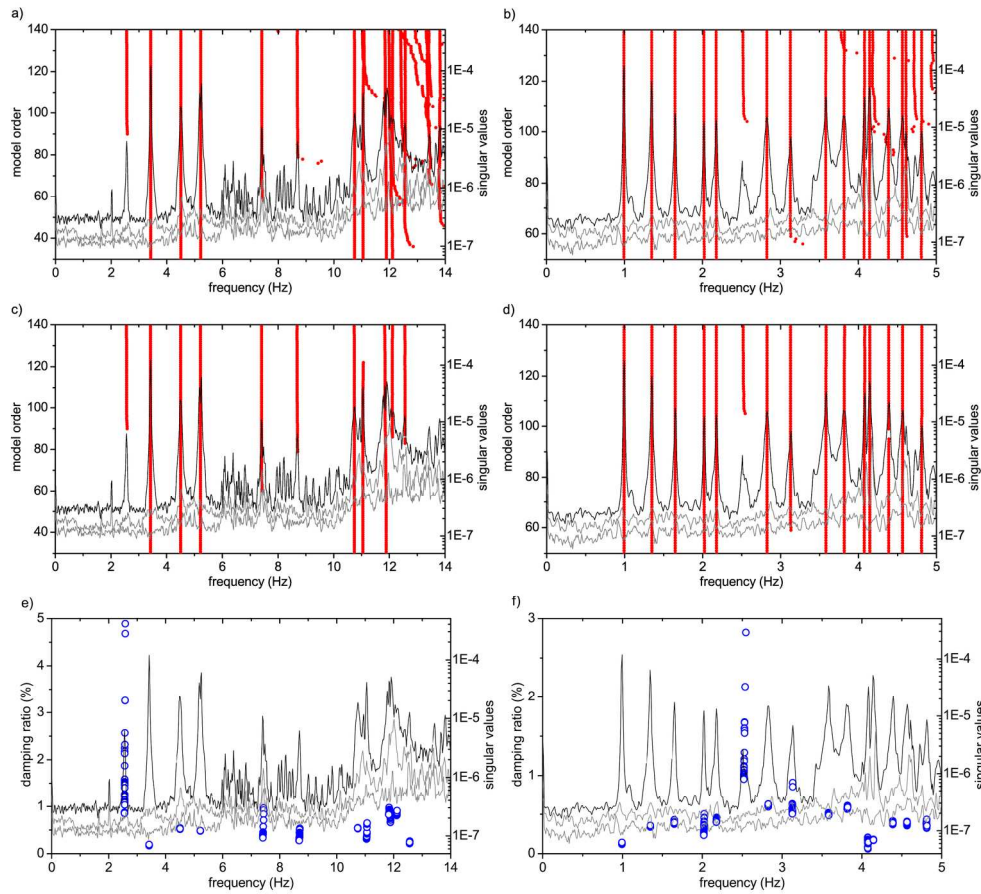 a)
140
120
100
80
60
40
model order
1E-4
1E-5
1E-6
1E-7
singular values
0 2 4 6 8 10 12 14
frequency (Hz)
b)
140
120
100
80
60
model order
1E-4
1E-5
1E-6
1E-7
singular values
0 1 2 3 4 5
frequency (Hz)
c)
140
120
100
80
60
40
model order
1E-4
1E-5
1E-6
1E-7
singular values
0 2 4 6 8 10 12 14
frequency (Hz)
d)
140
120
100
80
60
model order
1E-4
1E-5
1E-6
1E-7
singular values
0 1 2 3 4 5
frequency (Hz)
e)
5
4
3
2
1
0
damping ratio (%)
1E-4
1E-5
1E-6
1E-7
singular values
0 2 4 6 8 10 12 14
frequency (Hz)
f)
3
2
1
0
damping ratio (%)
1E-4
1E-5
1E-6
1E-7
singular values
0 1 2 3 4 5
frequency (Hz)